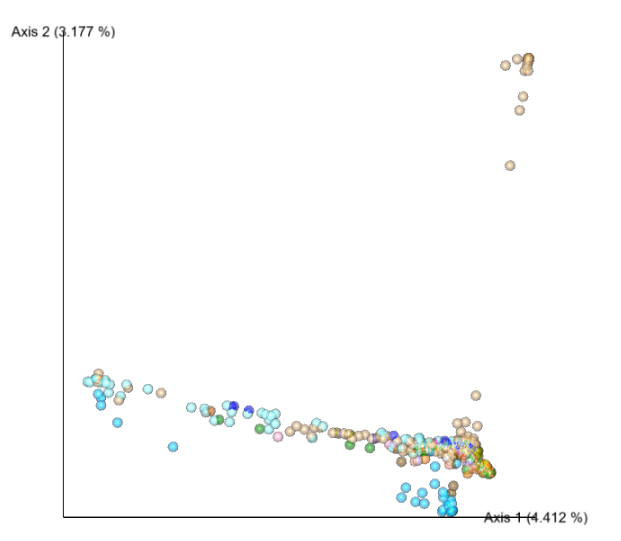 Axis 2 (3.177 %)
Axis 1 (4.412 %)